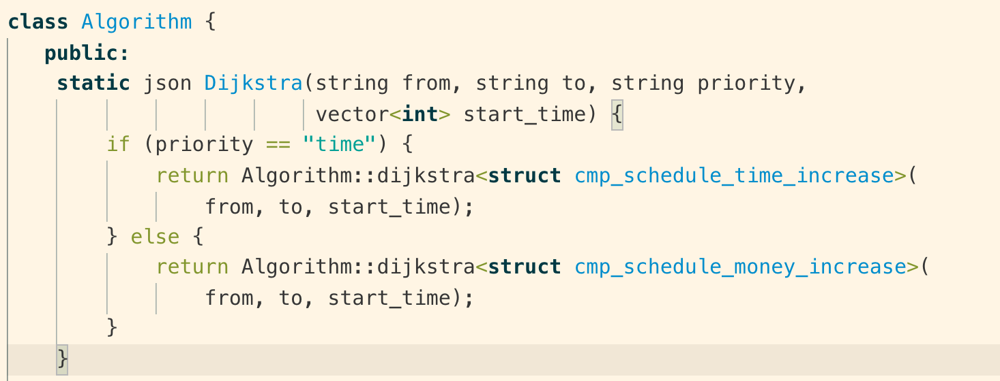 class Algorithm {
   public:
    static json Dijkstra(string from, string to, string priority,
                         vector<int> start_time) {
        if (priority == "time") {
            return Algorithm::dijkstra<struct cmp_schedule_time_increase>(
                from, to, start_time);
        } else {
            return Algorithm::dijkstra<struct cmp_schedule_money_increase>(
                from, to, start_time);
        }
    }